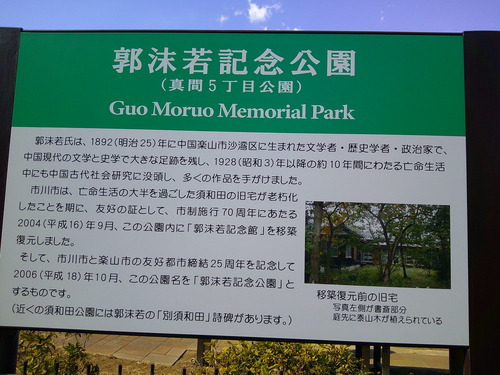 郭沫若記念公園
(真間5丁目公園)
Guo Moruo Memorial Park
郭沫若氏は、1892(明治25)年に中国楽山市沙湾区に生まれた文学者・歴史学者・政治家で、
中国現代の文学と史学で大きな足跡を残し、1928(昭和3)年以降の約10年間にわたる亡命生活
中にも中国古代社会研究に没頭し、多くの作品を手がけました。
市川市は、亡命生活の大半を過ごした須和田の旧宅が老朽化
したことを期に、友好の証として、市制施行70周年にあたる
2004(平成16)年9月、この公園内に「郭沫若記念館」を移築
復元しました。
そして、市川市と楽山市の友好都市締結25周年を記念して
2006(平成18)年10月、この公園名を「郭沫若記念公園」と
するものです。
(近くの須和田公園には郭沫若の「別須和田」詩碑があります。)
移築復元前の旧宅
写真左側が書斎部分
庭先に泰山木が植えられている